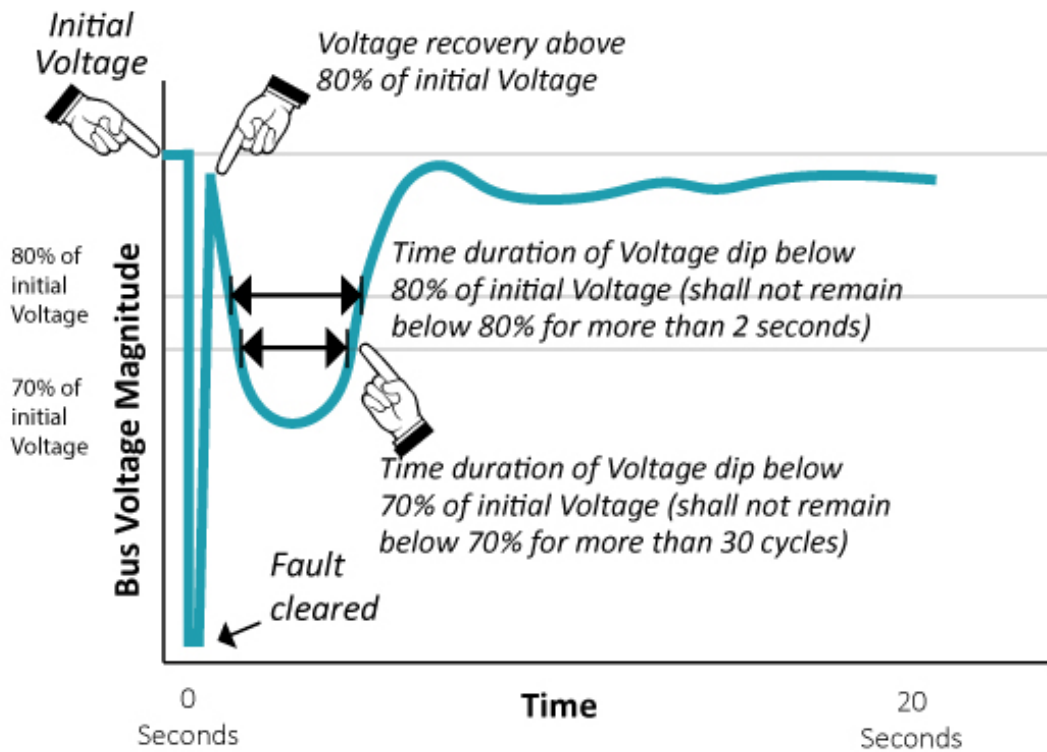 Initial
Voltage
Voltage recovery above
80% of initial Voltage
80% of
initial
Voltage
Time duration of Voltage dip below
80% of initial Voltage (shall not remain
below 80% for more than 2 seconds)
70% of
initial
Voltage
Bus Voltage Magnitude
Time duration of Voltage dip below
70% of initial Voltage (shall not remain
below 70% for more than 30 cycles)
Fault
cleared
0
Seconds
Time
20
Seconds